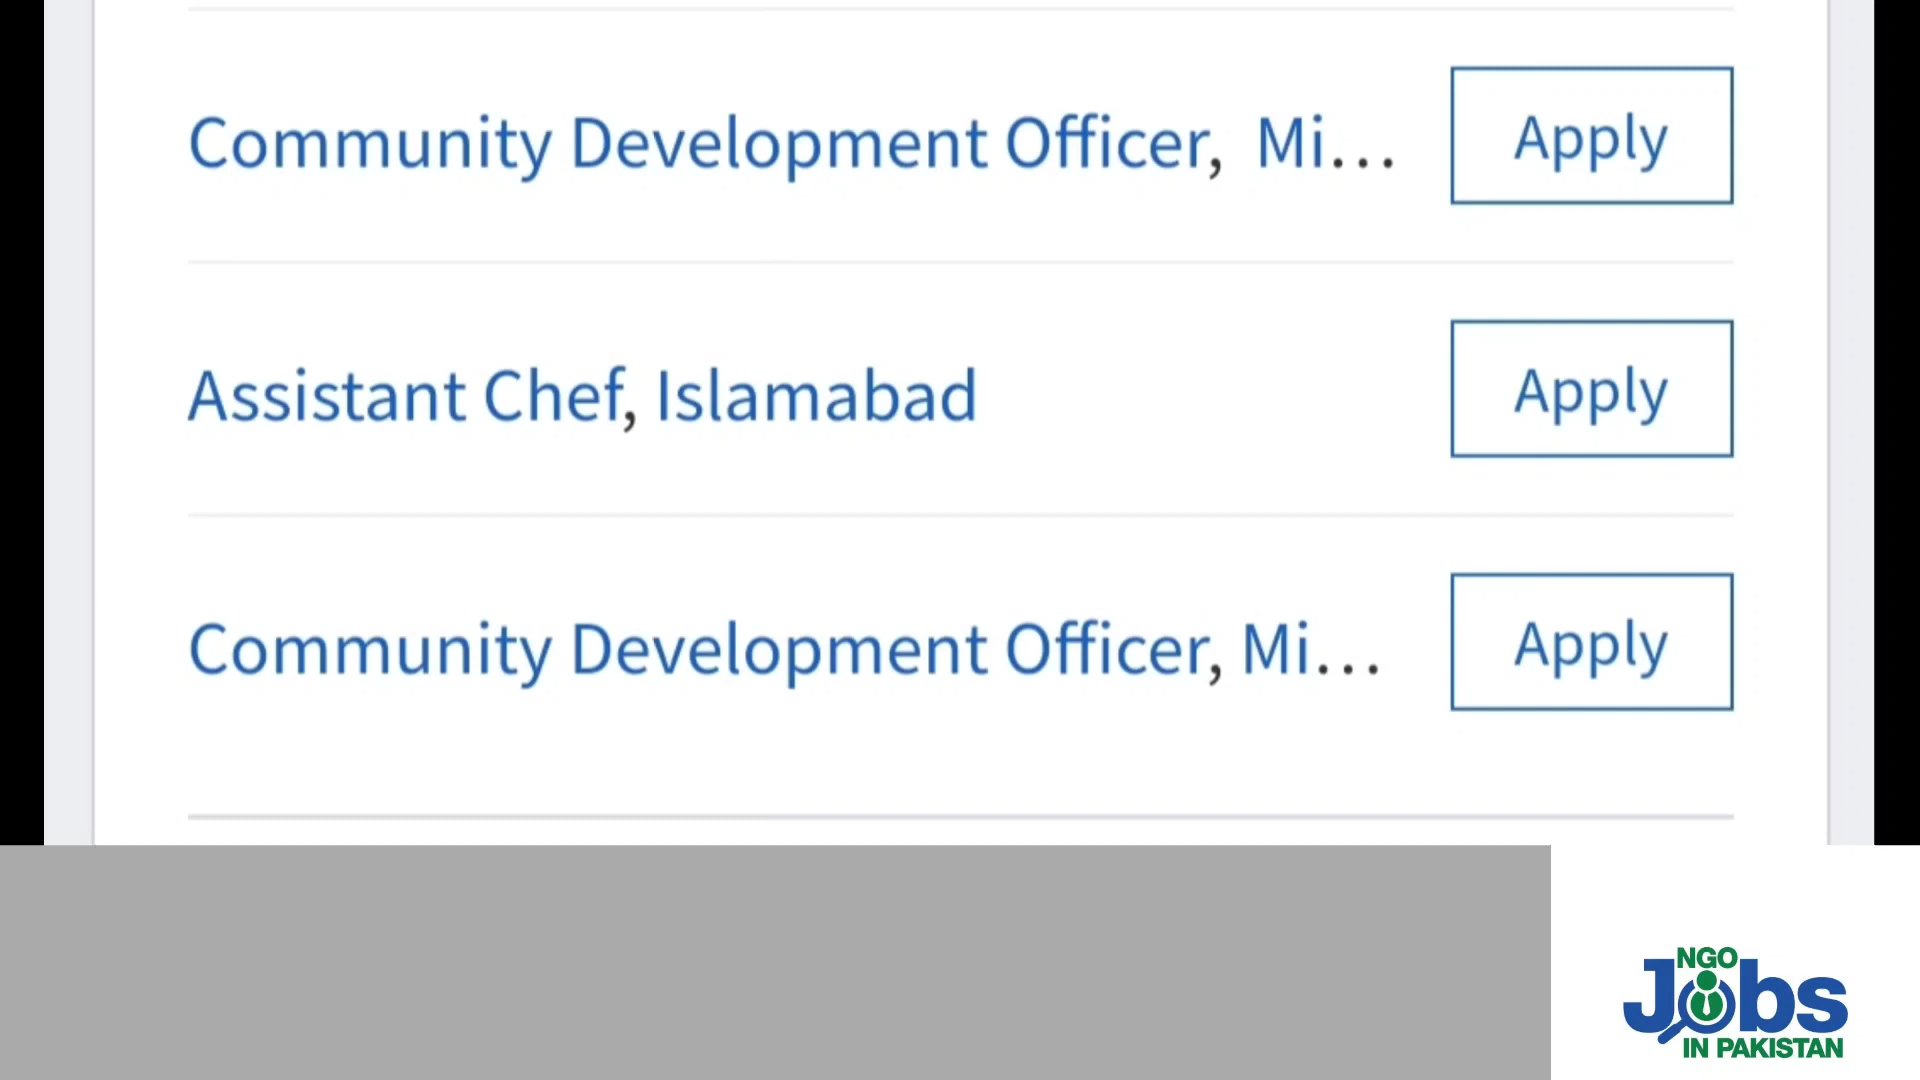 Community Development Officer, Mi...
Apply
Assistant Chef, Islamabad
Apply
Community Development Officer, Mi...
Apply
NGO
Jobs
IN PAKISTAN